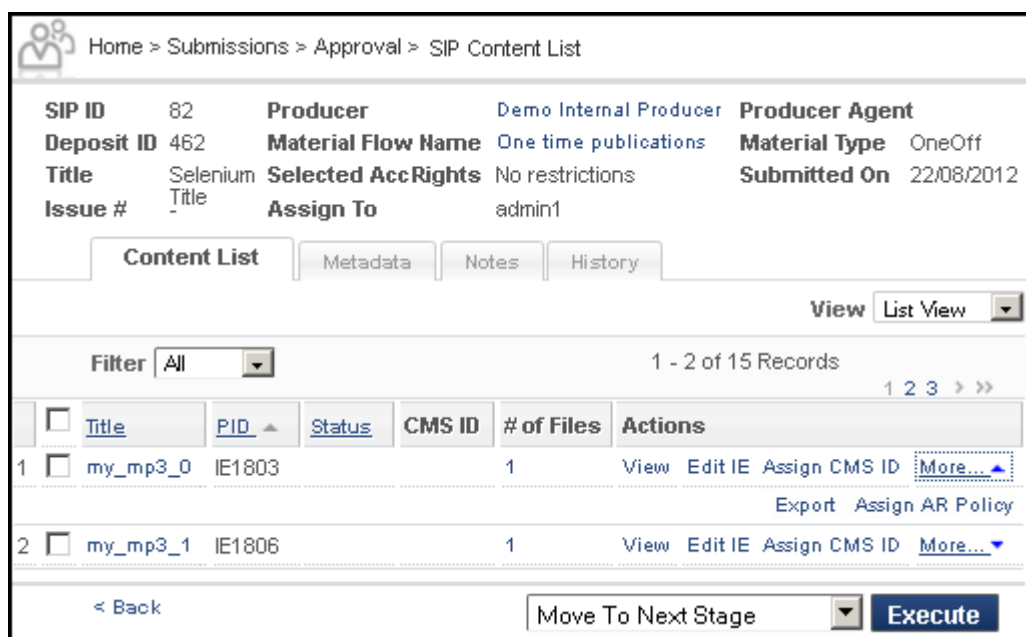 Home > Submissions > Approval > SIP Content List
SIP ID 82 Producer Demo Internal Producer Producer Agent
Deposit ID 462 Material Flow Name One time publications Material Type OneOff
Title Selenium Title Selected AccRights No restrictions Submitted On 22/08/2012
Issue # - Assign To admin1
Content List Metadata Notes History
View List View
Filter All 1 - 2 of 15 Records
1 2 3 > >>
Title PID Status CMS ID # of Files Actions
1 my_mp3_0 IE1803 1 View Edit IE Assign CMS ID More...
Export Assign AR Policy
2 my_mp3_1 IE1806 1 View Edit IE Assign CMS ID More...
< Back Move To Next Stage Execute